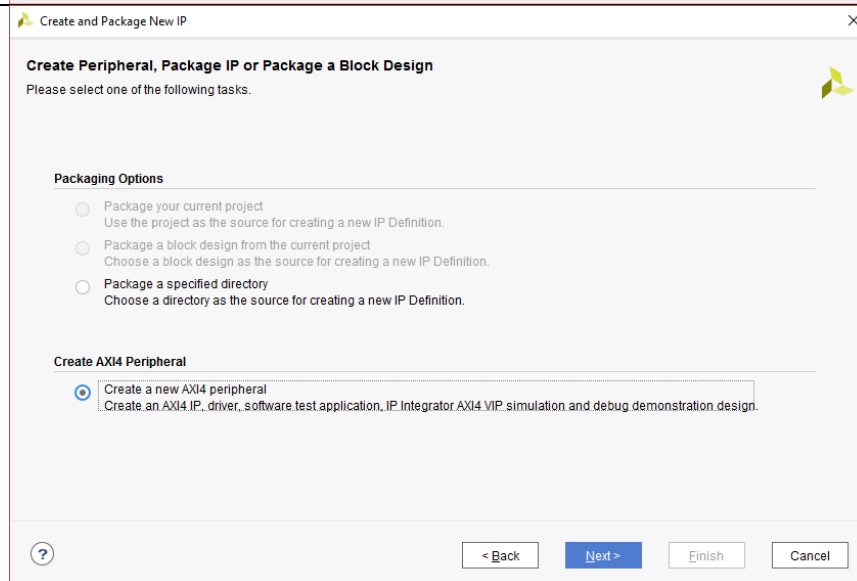 Create and Package New IP
Create Peripheral, Package IP or Package a Block Design
Please select one of the following tasks.
Packaging Options
Package your current project
Use the project as the source for creating a new IP Definition.
Package a block design from the current project
Choose a block design as the source for creating a new IP Definition.
Package a specified directory
Choose a directory as the source for creating a new IP Definition.
Create AXI4 Peripheral
Create a new AXI4 peripheral
Create an AXI4 IP, driver, software test application, IP Integrator AXI4 VIP simulation and debug demonstration design.
? < Back Next > Finish Cancel